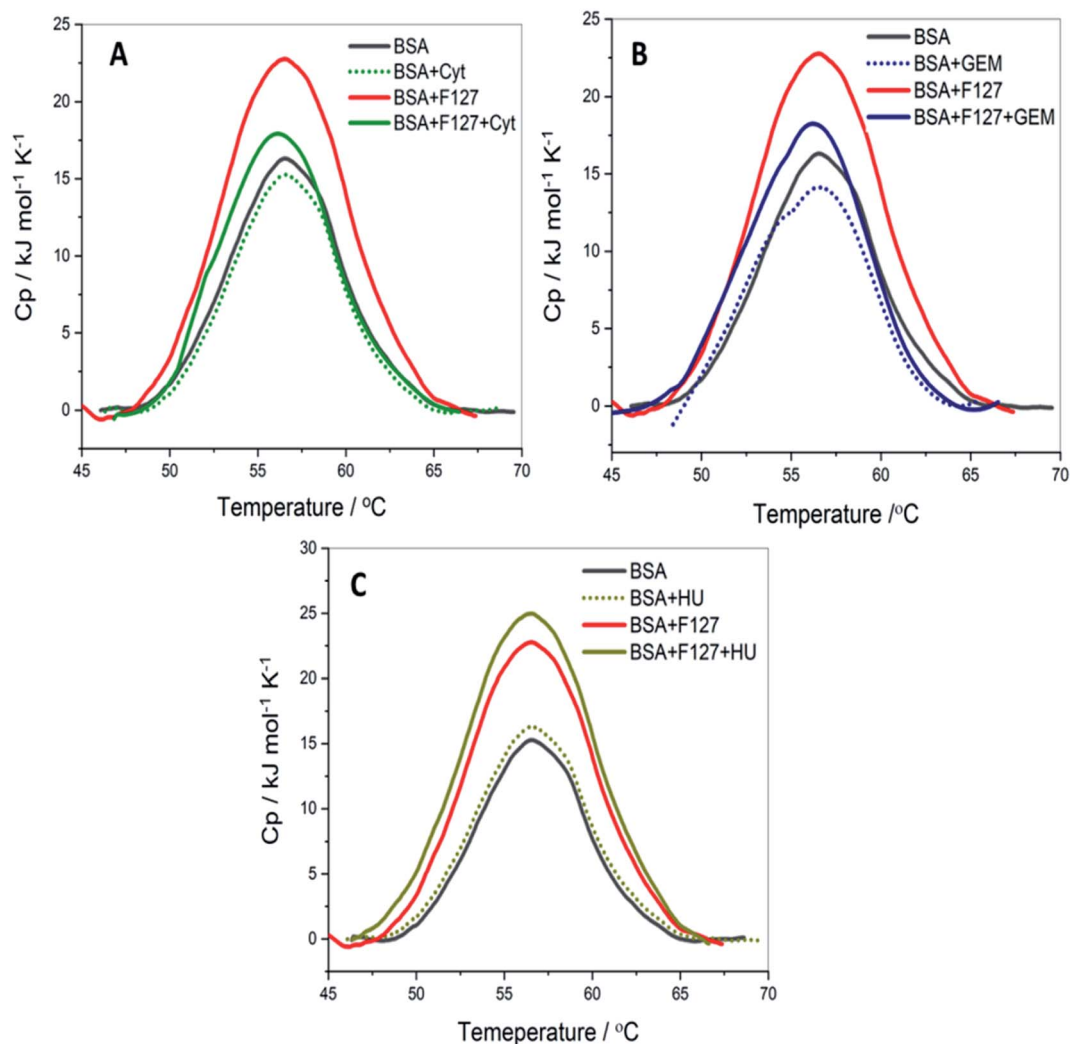 A
BSA
BSA+Cyt
BSA+F127
BSA+F127+Cyt
25
20
15
10
5
0
Cp / kJ mol⁻¹ K⁻¹
45 50 55 60 65 70
Temperature / ºC
B
BSA
BSA+GEM
BSA+F127
BSA+F127+GEM
25
20
15
10
5
0
Cp / kJ mol⁻¹ K⁻¹
45 50 55 60 65 70
Temperature /ºC
C
BSA
BSA+HU
BSA+F127
BSA+F127+HU
30
25
20
15
10
5
0
Cp / kJ mol⁻¹ K⁻¹
45 50 55 60 65 70
Temeperature / ºC